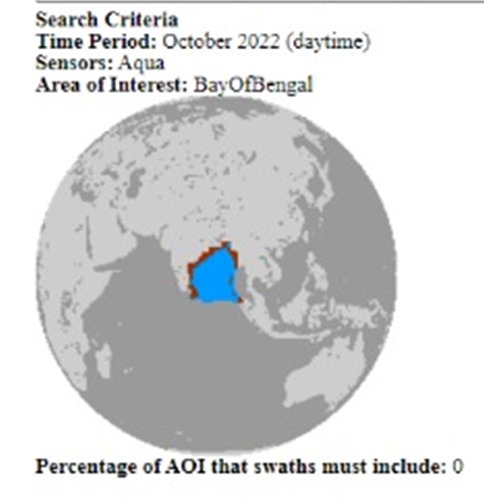 Search Criteria
Time Period: October 2022 (daytime)
Sensors: Aqua
Area of Interest: BayOfBengal
Percentage of AOI that swaths must include: 0